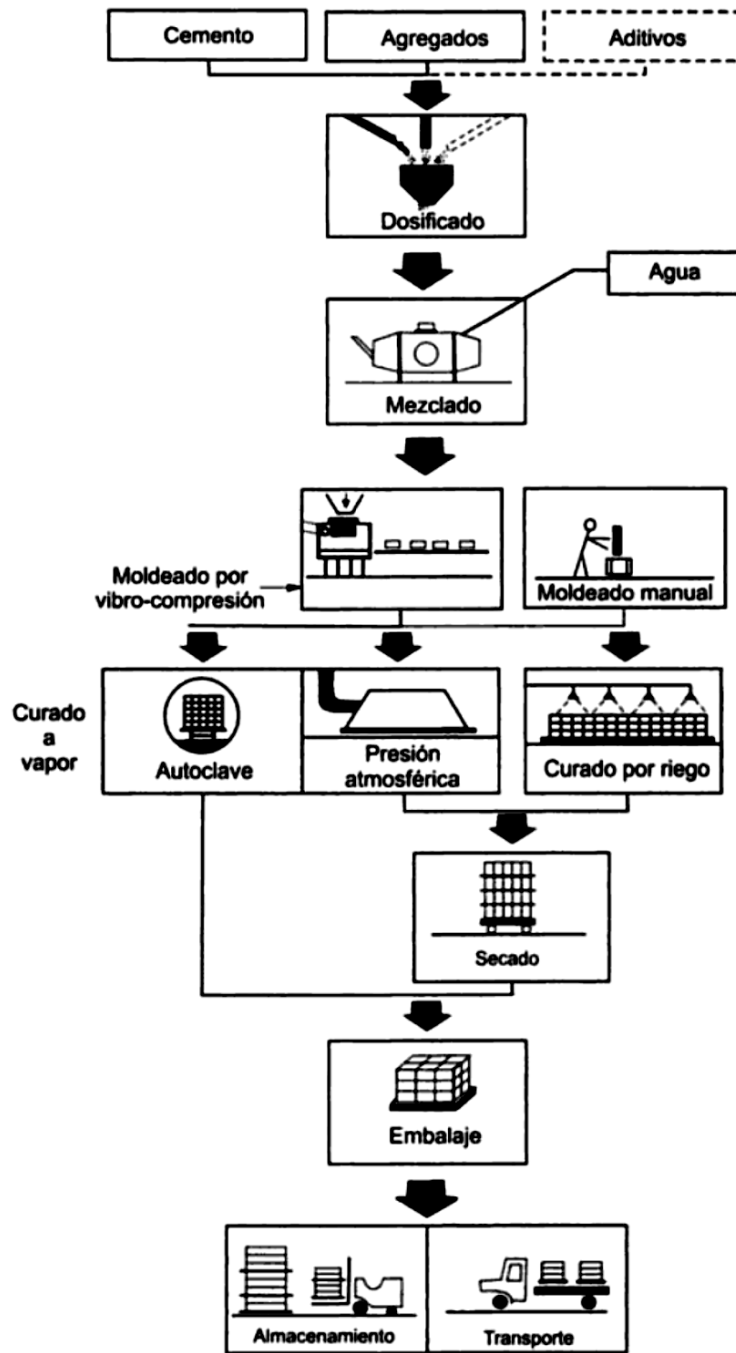 Cemento
Agregados
Aditivos
Dosificado
Agua
Mezclado
Moldeado por
vibro-compresión
Moldeado manual
Curado
a
vapor
Autoclave
Presión
atmosférica
Curado por riego
Secado
Embalaje
Almacenamiento
Transporte